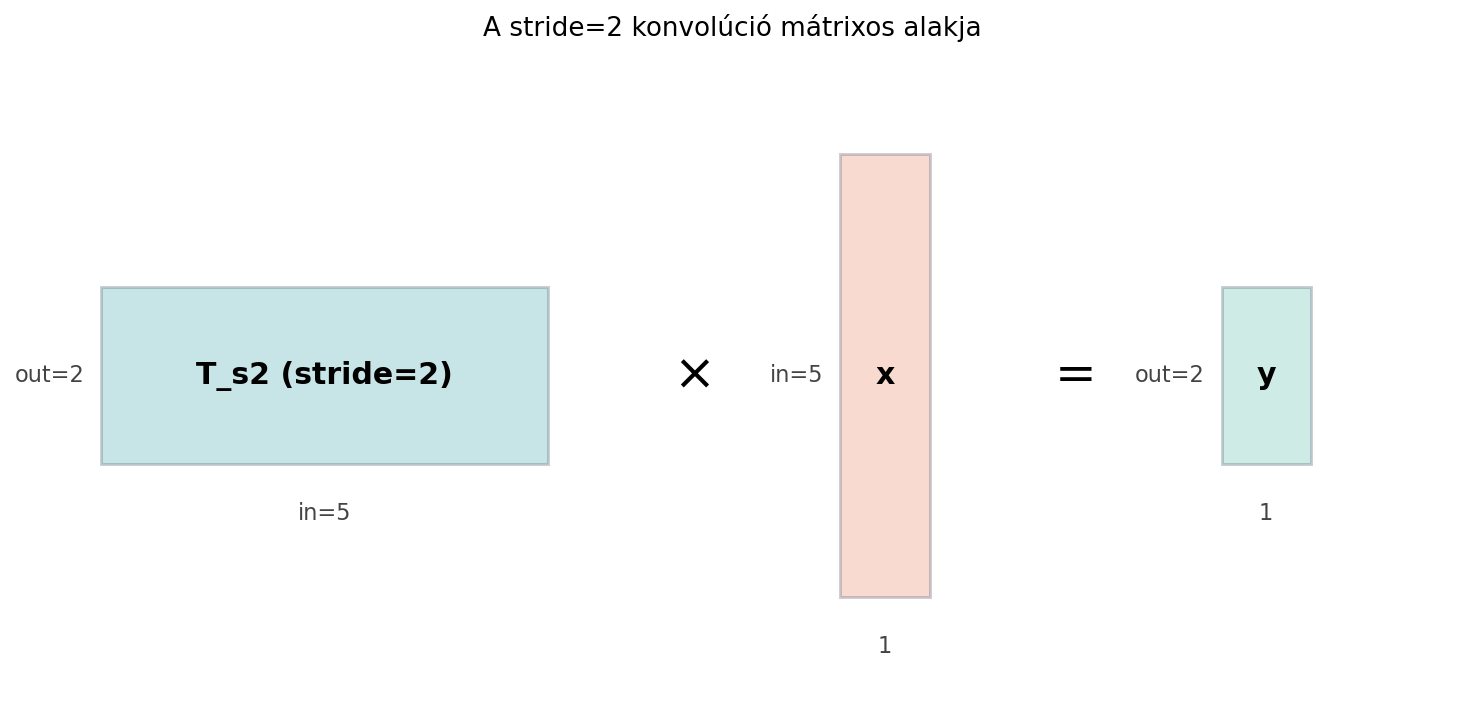 A stride=2 konvolúció mátrixos alakja
out=2
T_s2 (stride=2)
in=5
×
in=5
x
1
=
out=2
y
1